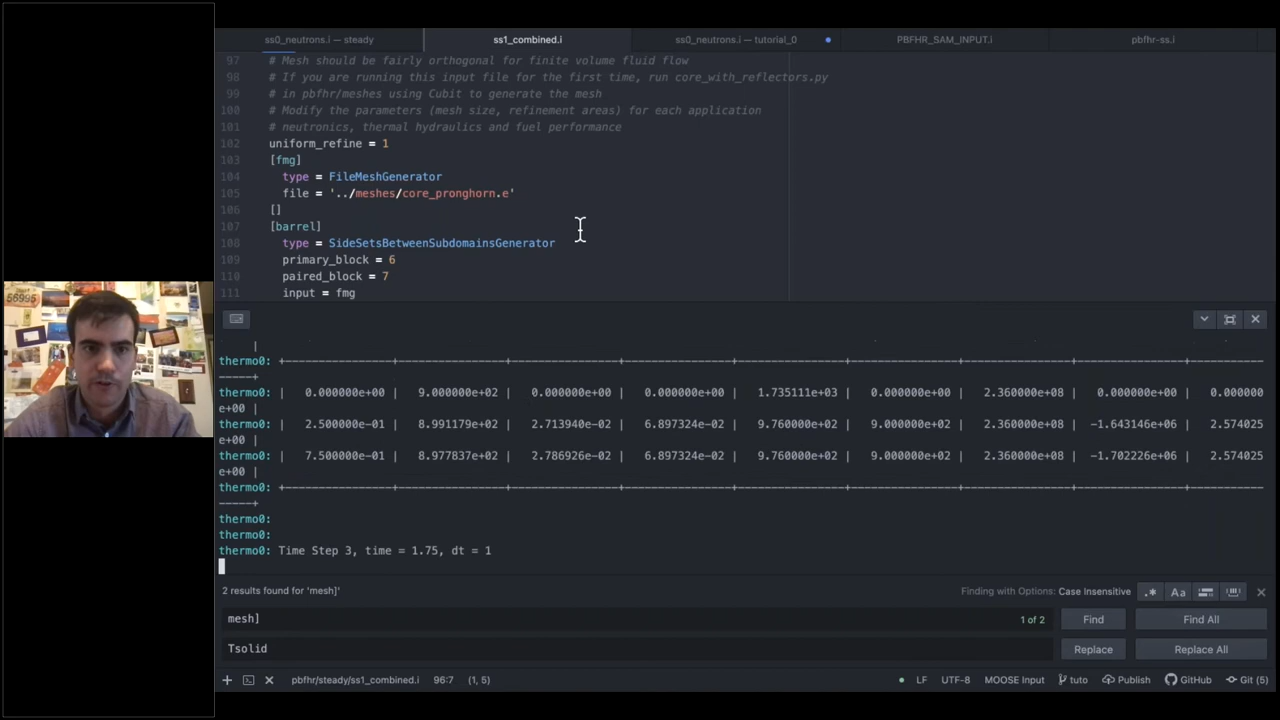 ss0_neutrons.i — steady
ss1_combined.i
ss0_neutrons.i — tutorial_0
PBFHR_SAM_INPUT.i
pbfhr-ss.i
97 # Mesh should be fairly orthogonal for finite volume fluid flow
98 # If you are running this input file for the first time, run core_with_reflectors.py
99 # in pbfhr/meshes using Cubit to generate the mesh
100 # Modify the parameters (mesh size, refinement areas) for each application
101 # neutronics, thermal hydraulics and fuel performance
102 uniform_refine = 1
103 [fmg]
104 type = FileMeshGenerator
105 file = '../meshes/core_pronghorn.e'
106 []
107 [barrel]
108 type = SideSetsBetweenSubdomainsGenerator
109 primary_block = 6
110 paired_block = 7
111 input = fmg
|
thermo0: +----------------+----------------+----------------+----------------+----------------+----------------+----------------+----------------+-----------
-----+
thermo0: |   0.000000e+00 |   9.000000e+02 |   0.000000e+00 |   0.000000e+00 |   1.735111e+03 |   0.000000e+00 |   2.360000e+08 |   0.000000e+00 |   0.000000
e+00 |
thermo0: |   2.500000e-01 |   8.991179e+02 |   2.713940e-02 |   6.897324e-02 |   9.760000e+02 |   9.000000e+02 |   2.360000e+08 |  -1.643146e+06 |   2.574025
e+00 |
thermo0: |   7.500000e-01 |   8.977837e+02 |   2.786926e-02 |   6.897324e-02 |   9.760000e+02 |   9.000000e+02 |   2.360000e+08 |  -1.702226e+06 |   2.574025
e+00 |
thermo0: +----------------+----------------+----------------+----------------+----------------+----------------+----------------+----------------+-----------
-----+
thermo0:
thermo0:
thermo0: Time Step 3, time = 1.75, dt = 1
2 results found for 'mesh]'
Finding with Options: Case Insensitive
.* Aa
mesh]
1 of 2
Find
Find All
Tsolid
Replace
Replace All
pbfhr/steady/ss1_combined.i 96:7 (1, 5)
LF UTF-8 MOOSE Input tuto Publish GitHub Git (5)
56995